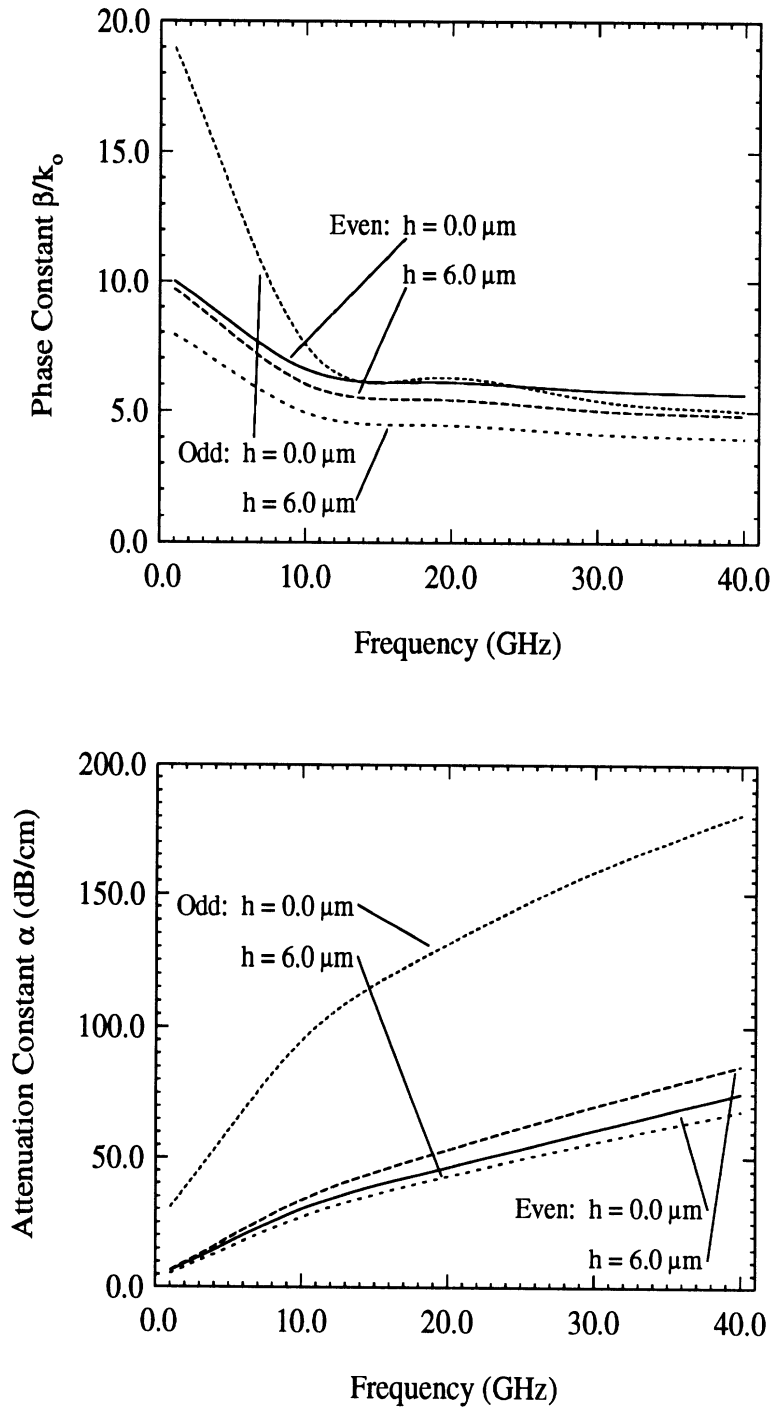 20.0
15.0
10.0
5.0
0.0
Phase Constant β/kₒ
Even: h = 0.0 µm
h = 6.0 µm
Odd: h = 0.0 µm
h = 6.0 µm
0.0 10.0 20.0 30.0 40.0
Frequency (GHz)
200.0
150.0
100.0
50.0
0.0
Attenuation Constant α (dB/cm)
Odd: h = 0.0 µm
h = 6.0 µm
Even: h = 0.0 µm
h = 6.0 µm
0.0 10.0 20.0 30.0 40.0
Frequency (GHz)